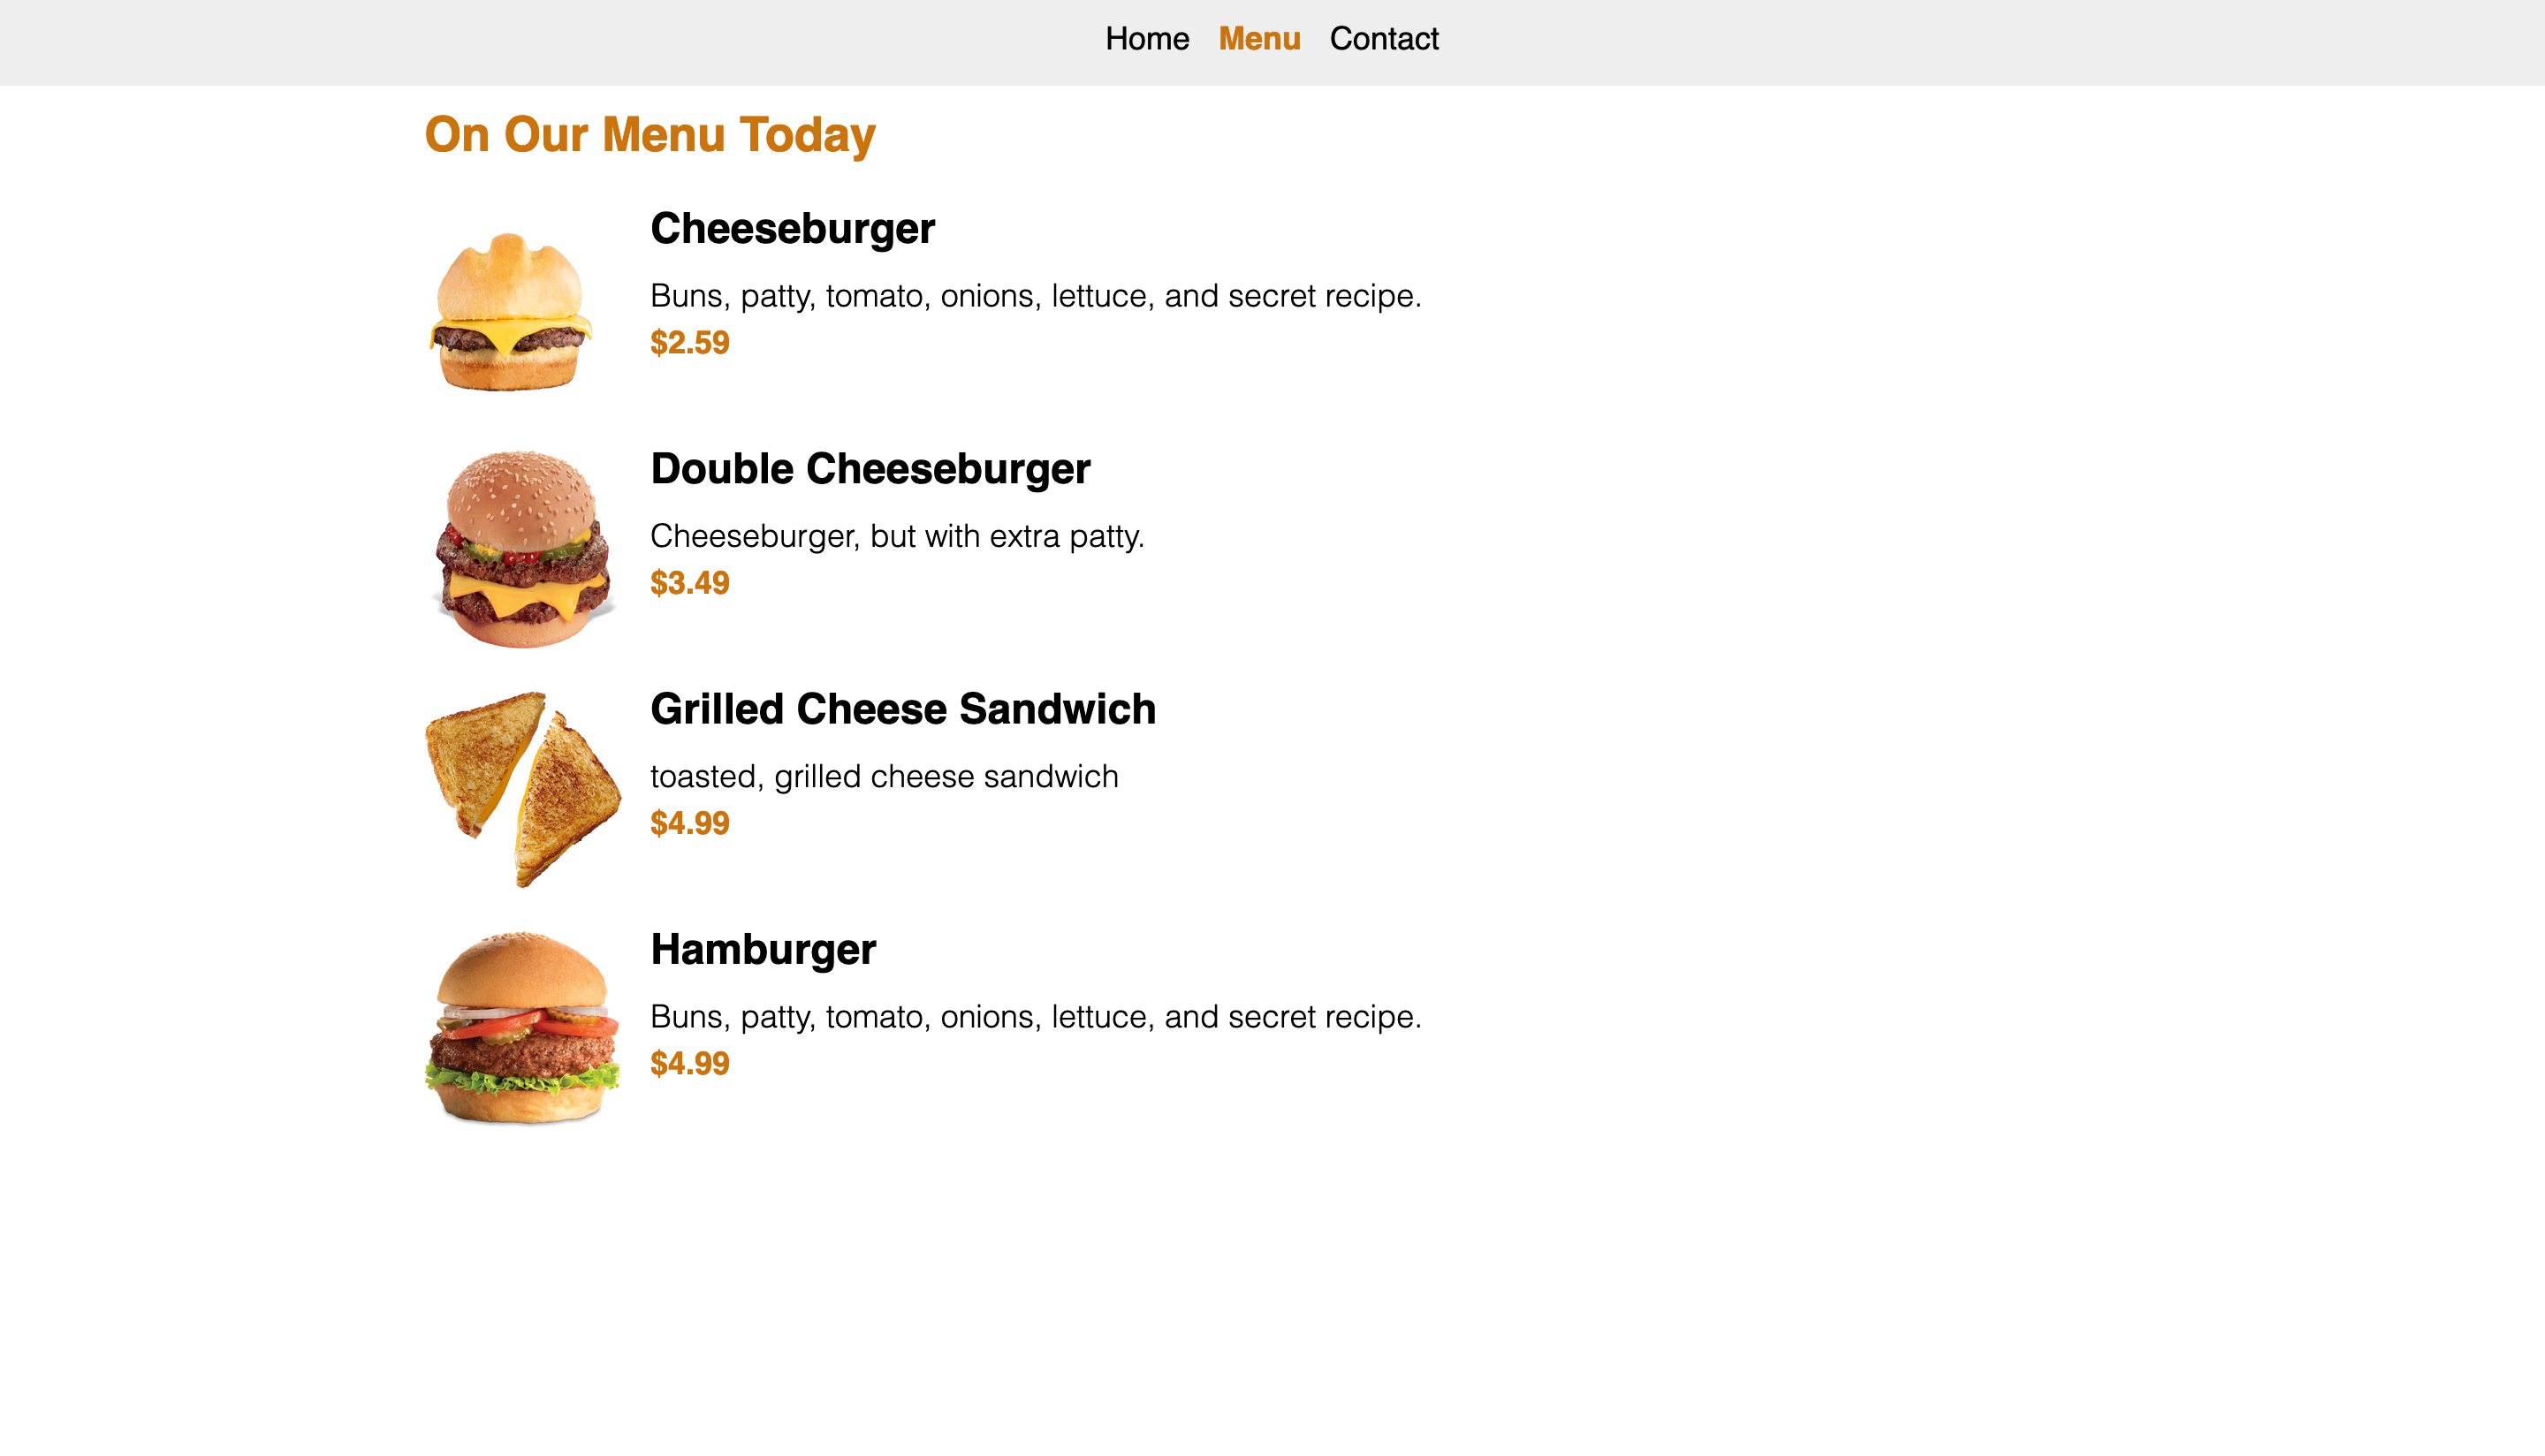 Home Menu Contact
On Our Menu Today
Cheeseburger
Buns, patty, tomato, onions, lettuce, and secret recipe.
$2.59
Double Cheeseburger
Cheeseburger, but with extra patty.
$3.49
Grilled Cheese Sandwich
toasted, grilled cheese sandwich
$4.99
Hamburger
Buns, patty, tomato, onions, lettuce, and secret recipe.
$4.99